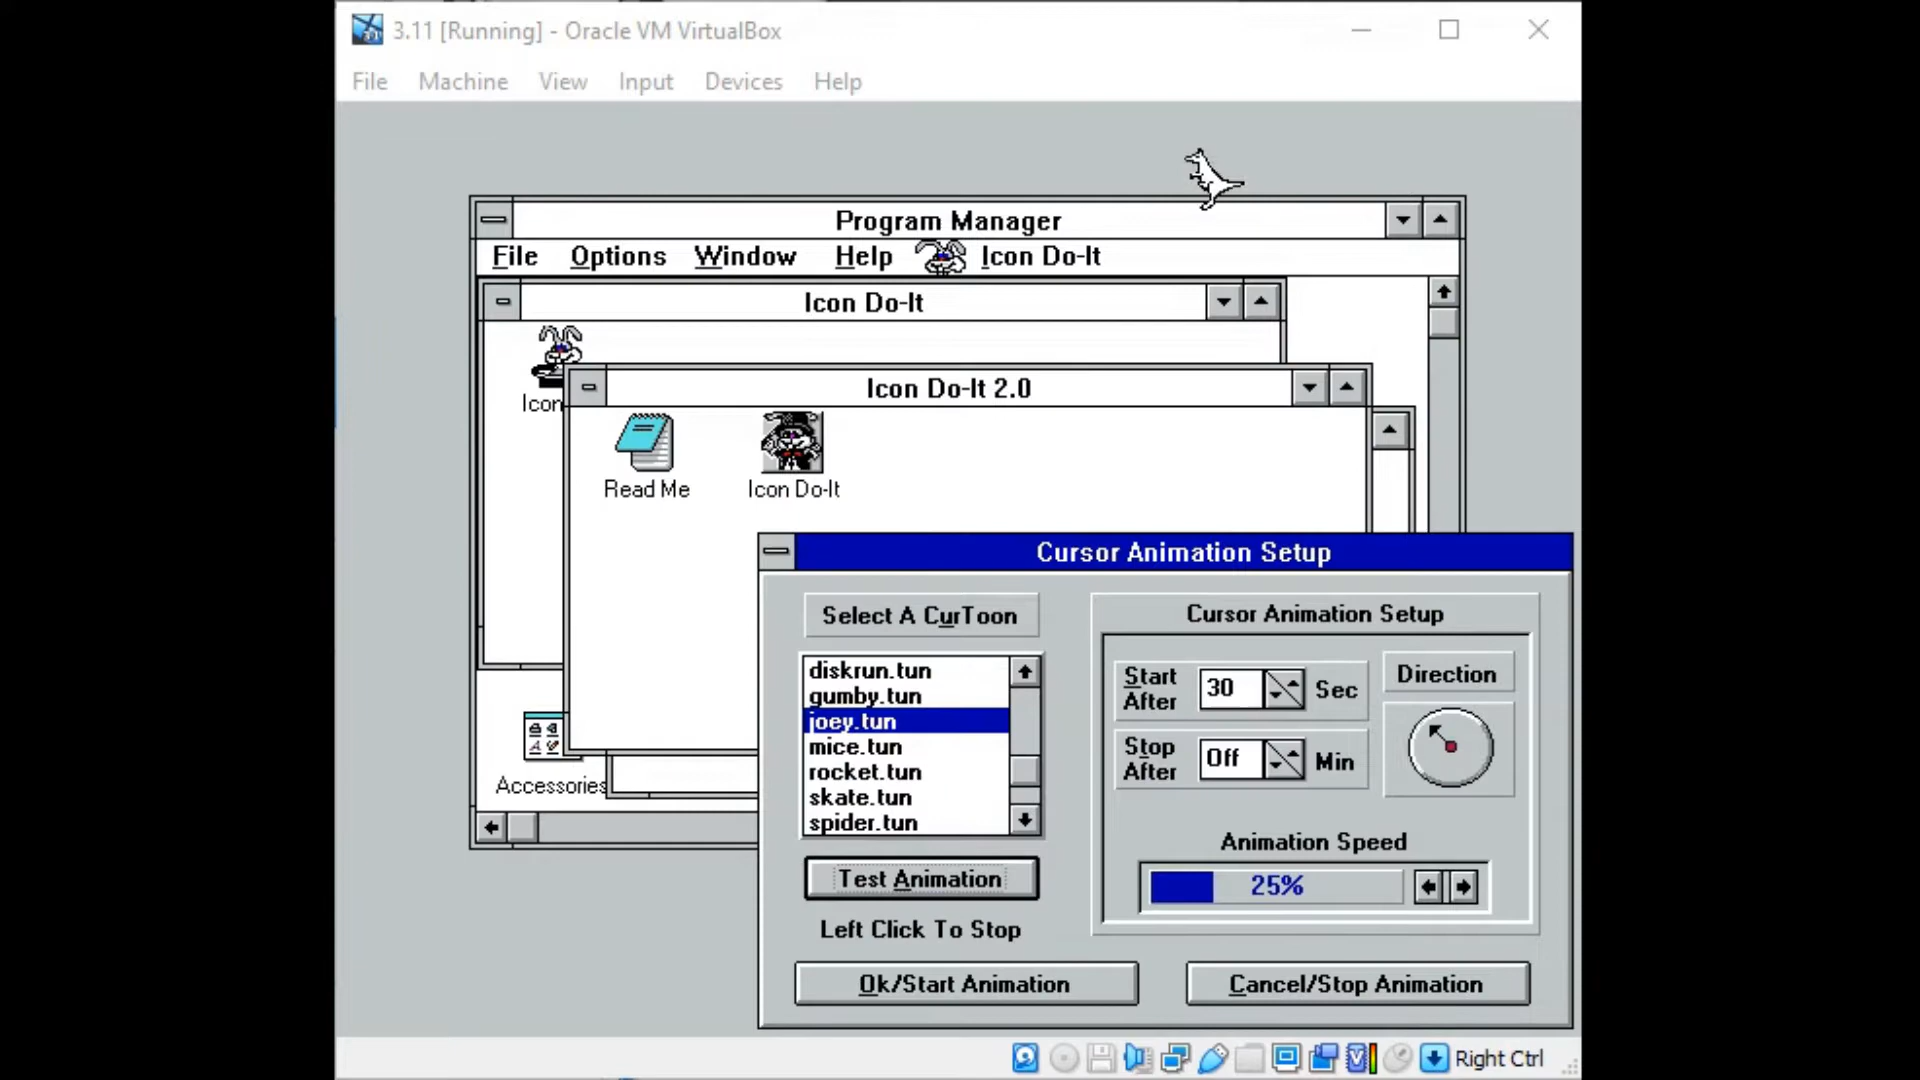 3.11 [Running] - Oracle VM VirtualBox
File Machine View Input Devices Help
Program Manager
File Options Window Help Icon Do-It
Icon Do-It
Icon
Icon Do-It 2.0
Read Me
Icon Do-It
Accessories
Cursor Animation Setup
Select A CurToon
diskrun.tun
gumby.tun
joey.tun
mice.tun
rocket.tun
skate.tun
spider.tun
Test Animation
Left Click To Stop
Cursor Animation Setup
Start After 30 Sec
Stop After Off Min
Direction
Animation Speed
25%
Ok/Start Animation
Cancel/Stop Animation
Right Ctrl